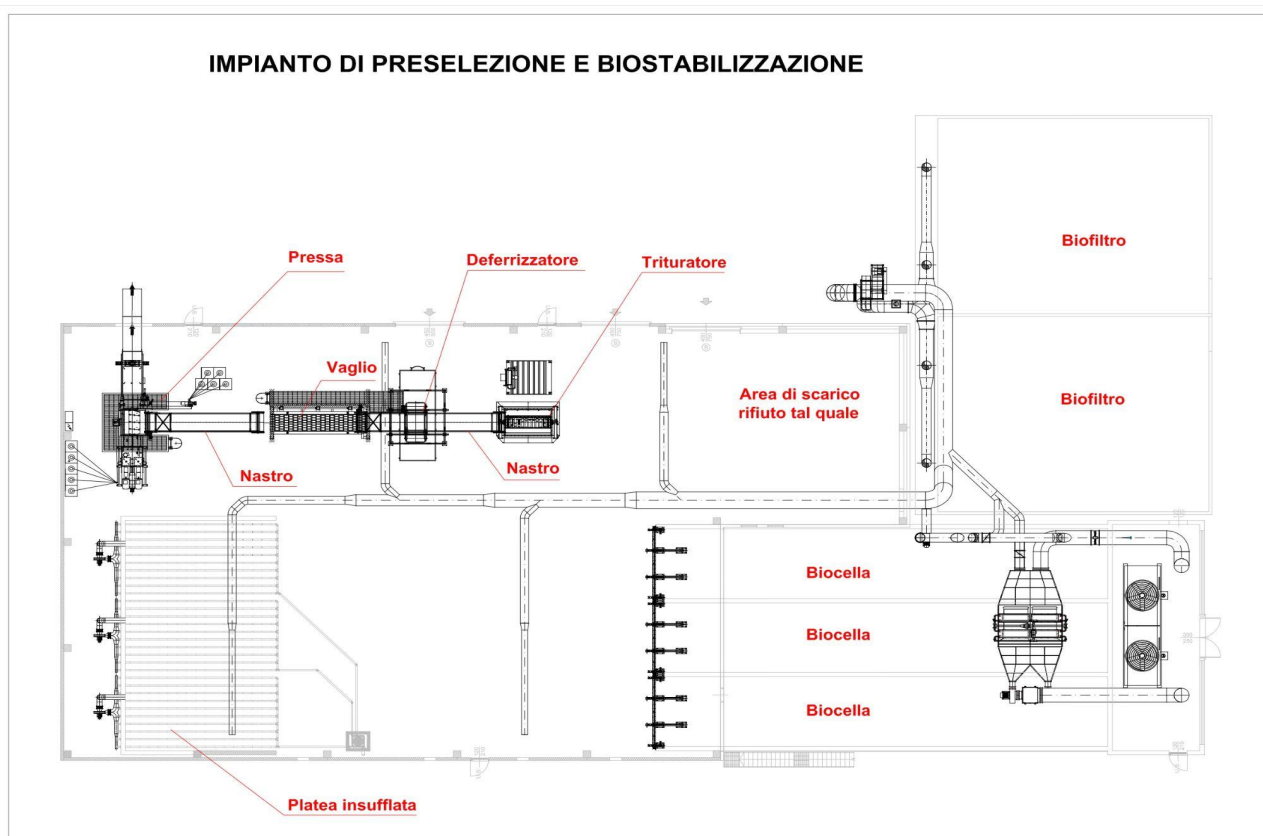 IMPIANTO DI PRESELEZIONE E BIOSTABILIZZAZIONE
Biofiltro
Pressa
Deferrizzatore
Trituratore
Vaglio
Area di scarico
rifiuto tal quale
Biofiltro
Nastro
Nastro
Biocella
Biocella
Biocella
Platea insufflata